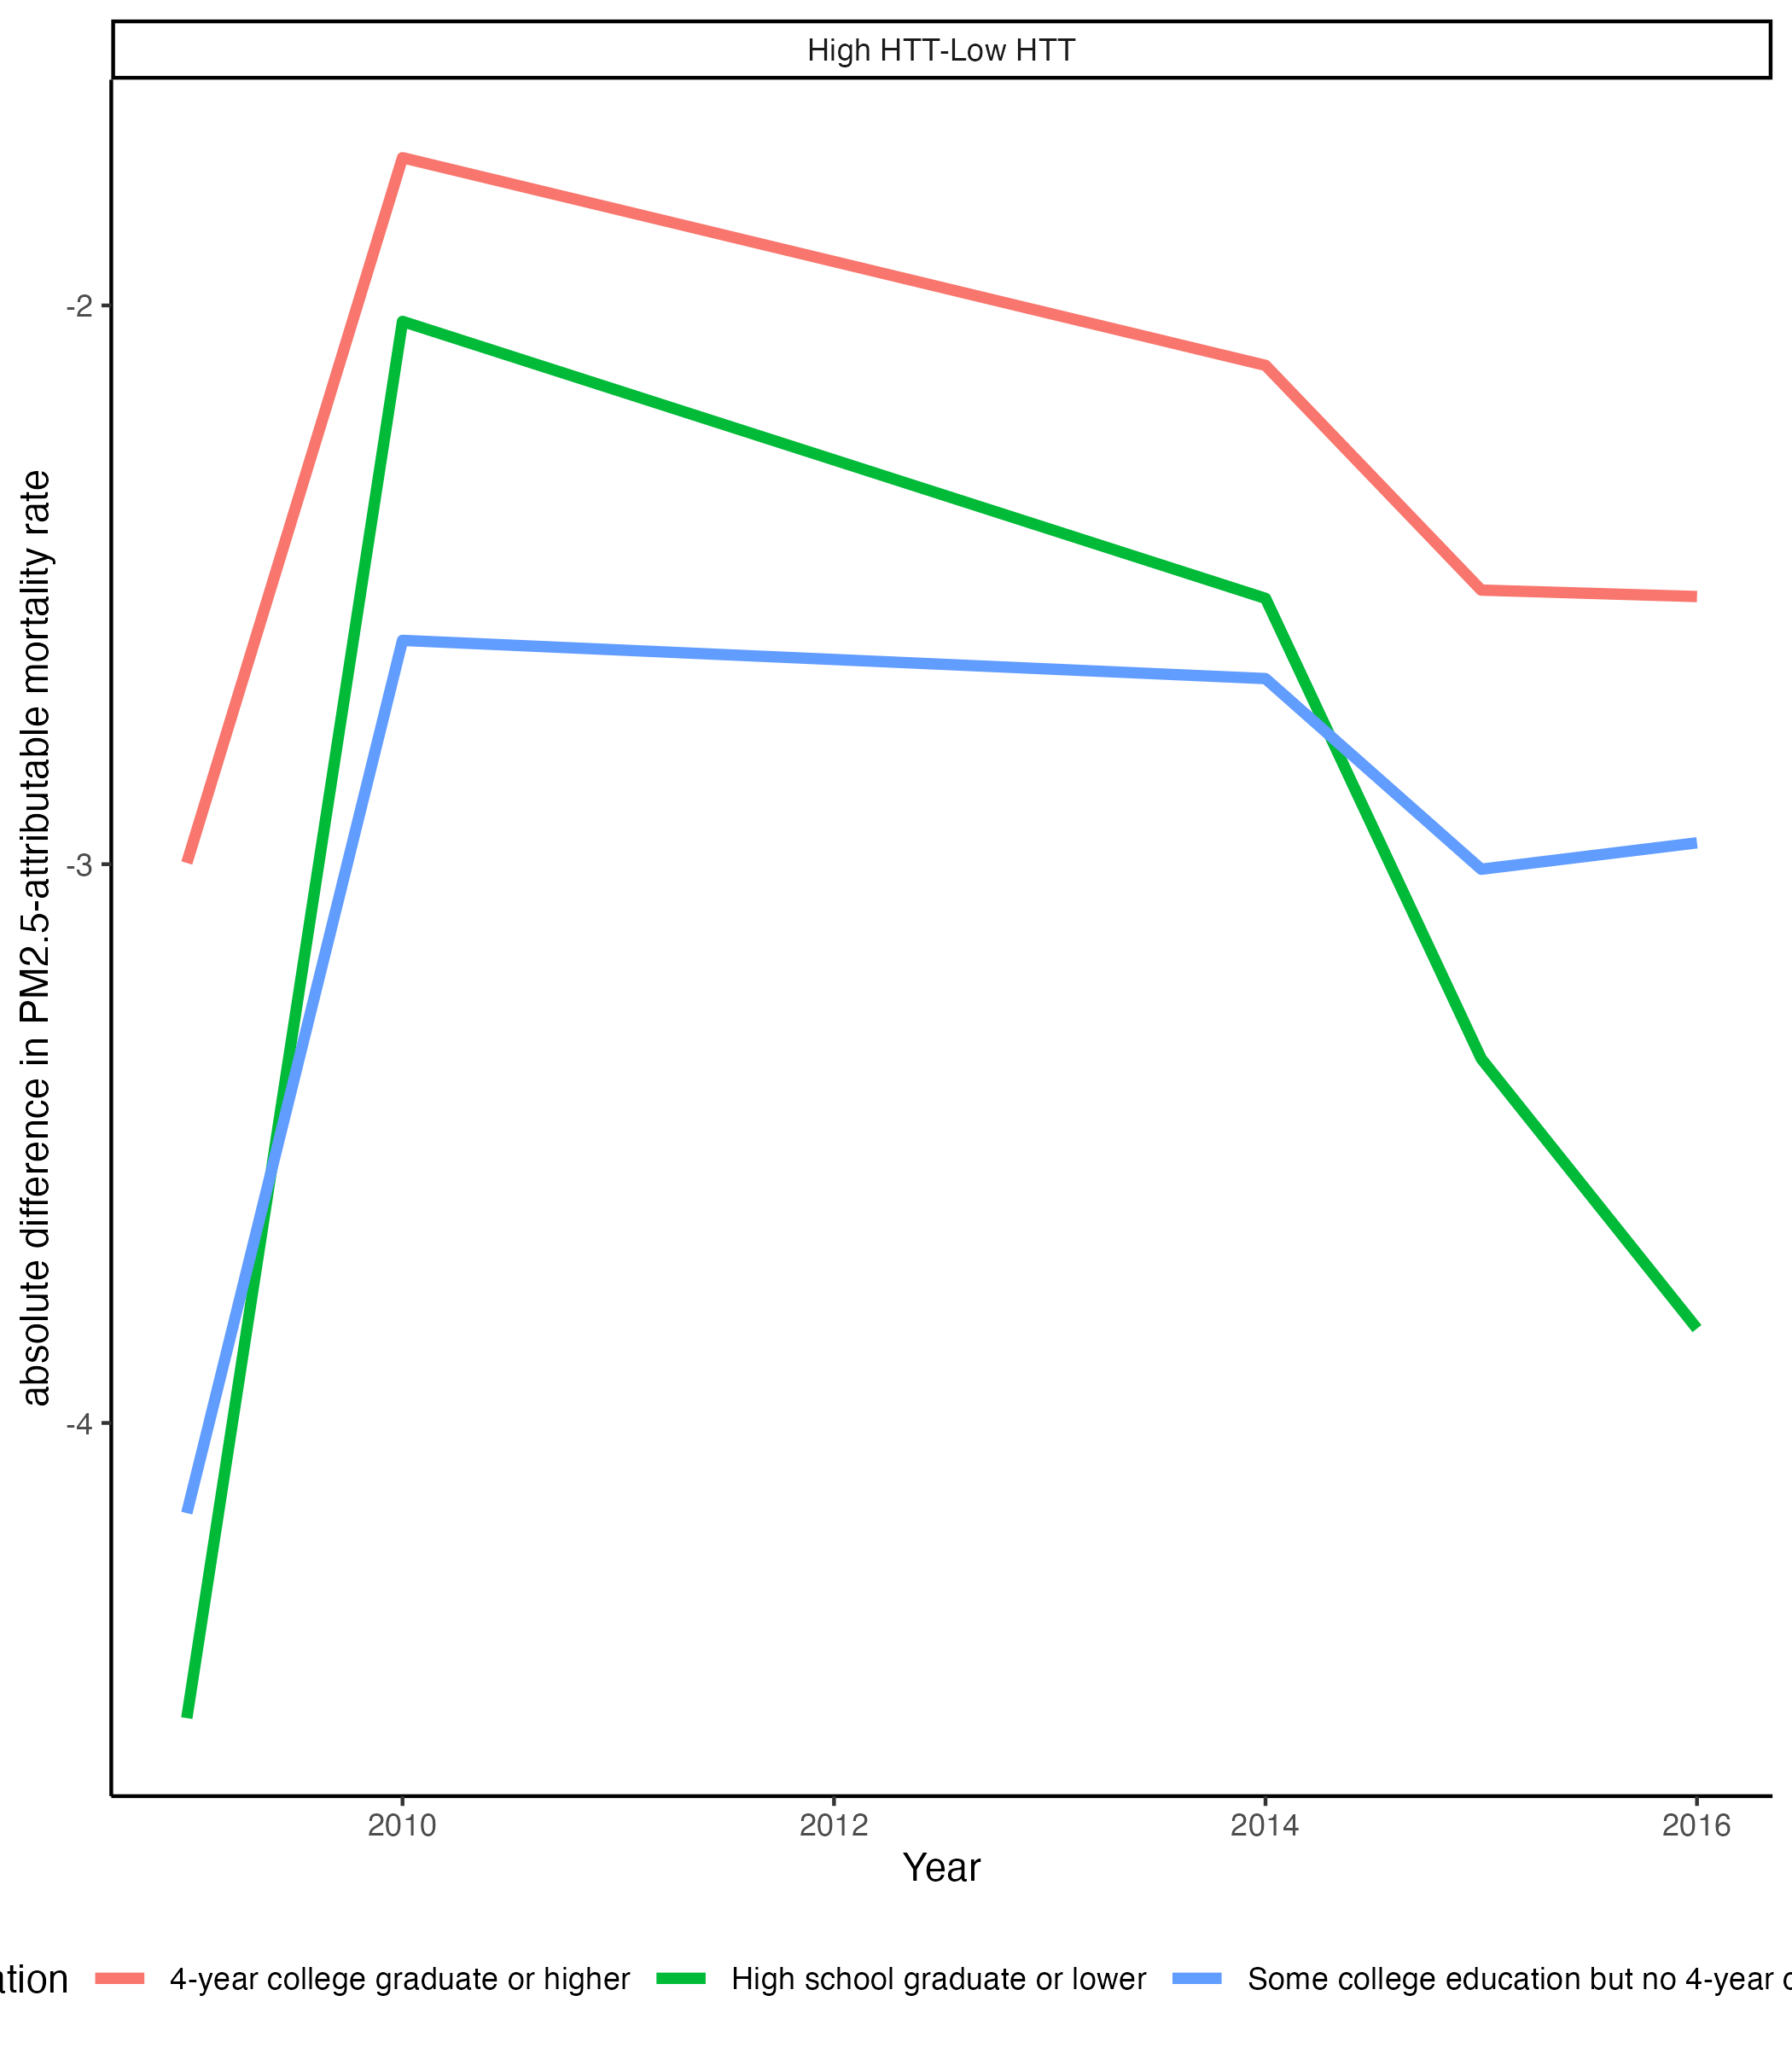 High HTT-Low HTT
absolute difference in PM2.5-attributable mortality rate
-2
-3
-4
2010 2012 2014 2016
Year
4-year college graduate or higher High school graduate or lower Some college education but no 4-year